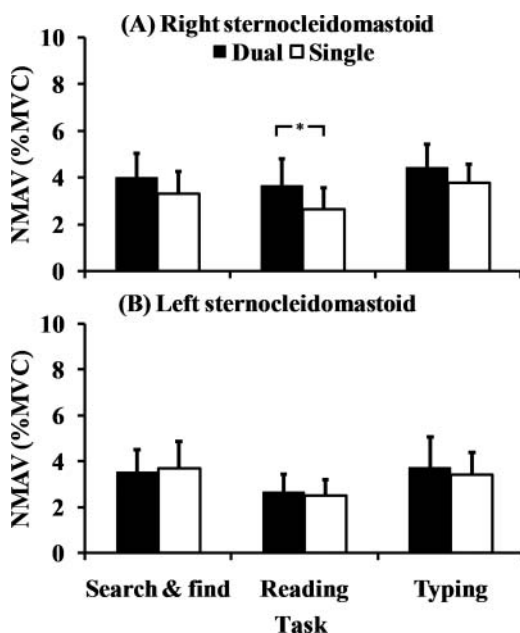 (A) Right sternocleidomastoid
Dual Single
NMAV (%MVC)
10
8
6
4
2
0
*
(B) Left sternocleidomastoid
NMAV (%MVC)
10
8
6
4
2
0
Search & find Reading Typing
Task